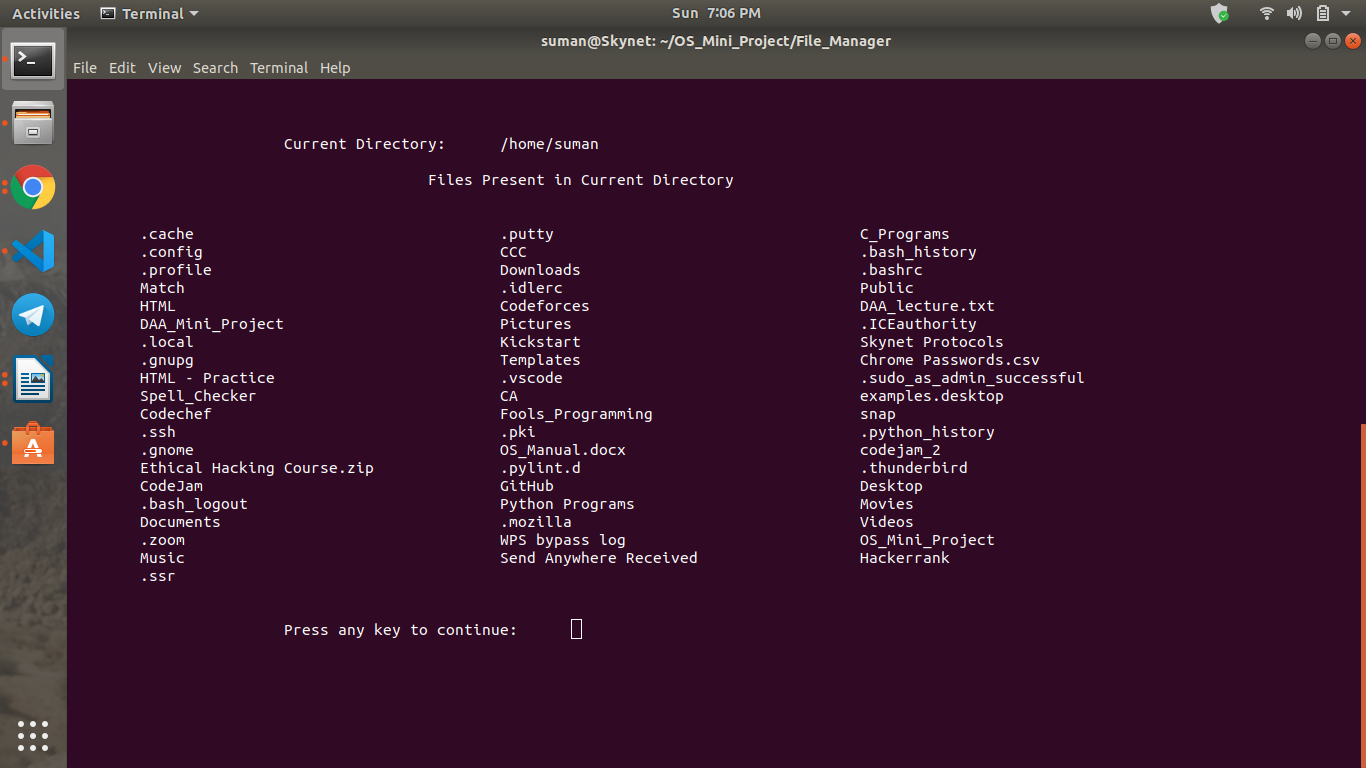 Activities Terminal Sun 7:06 PM
suman@Skynet: ~/OS_Mini_Project/File_Manager
File Edit View Search Terminal Help
Current Directory: /home/suman
Files Present in Current Directory
.cache .putty C_Programs
.config CCC .bash_history
.profile Downloads .bashrc
Match .idlerc Public
HTML Codeforces DAA_lecture.txt
DAA_Mini_Project Pictures .ICEauthority
.local Kickstart Skynet Protocols
.gnupg Templates Chrome Passwords.csv
HTML - Practice .vscode .sudo_as_admin_successful
Spell_Checker CA examples.desktop
Codechef Fools_Programming snap
.ssh .pki .python_history
.gnome OS_Manual.docx codejam_2
Ethical Hacking Course.zip .pylint.d .thunderbird
CodeJam GitHub Desktop
.bash_logout Python Programs Movies
Documents .mozilla Videos
.zoom WPS bypass log OS_Mini_Project
Music Send Anywhere Received Hackerrank
.ssr
Press any key to continue: